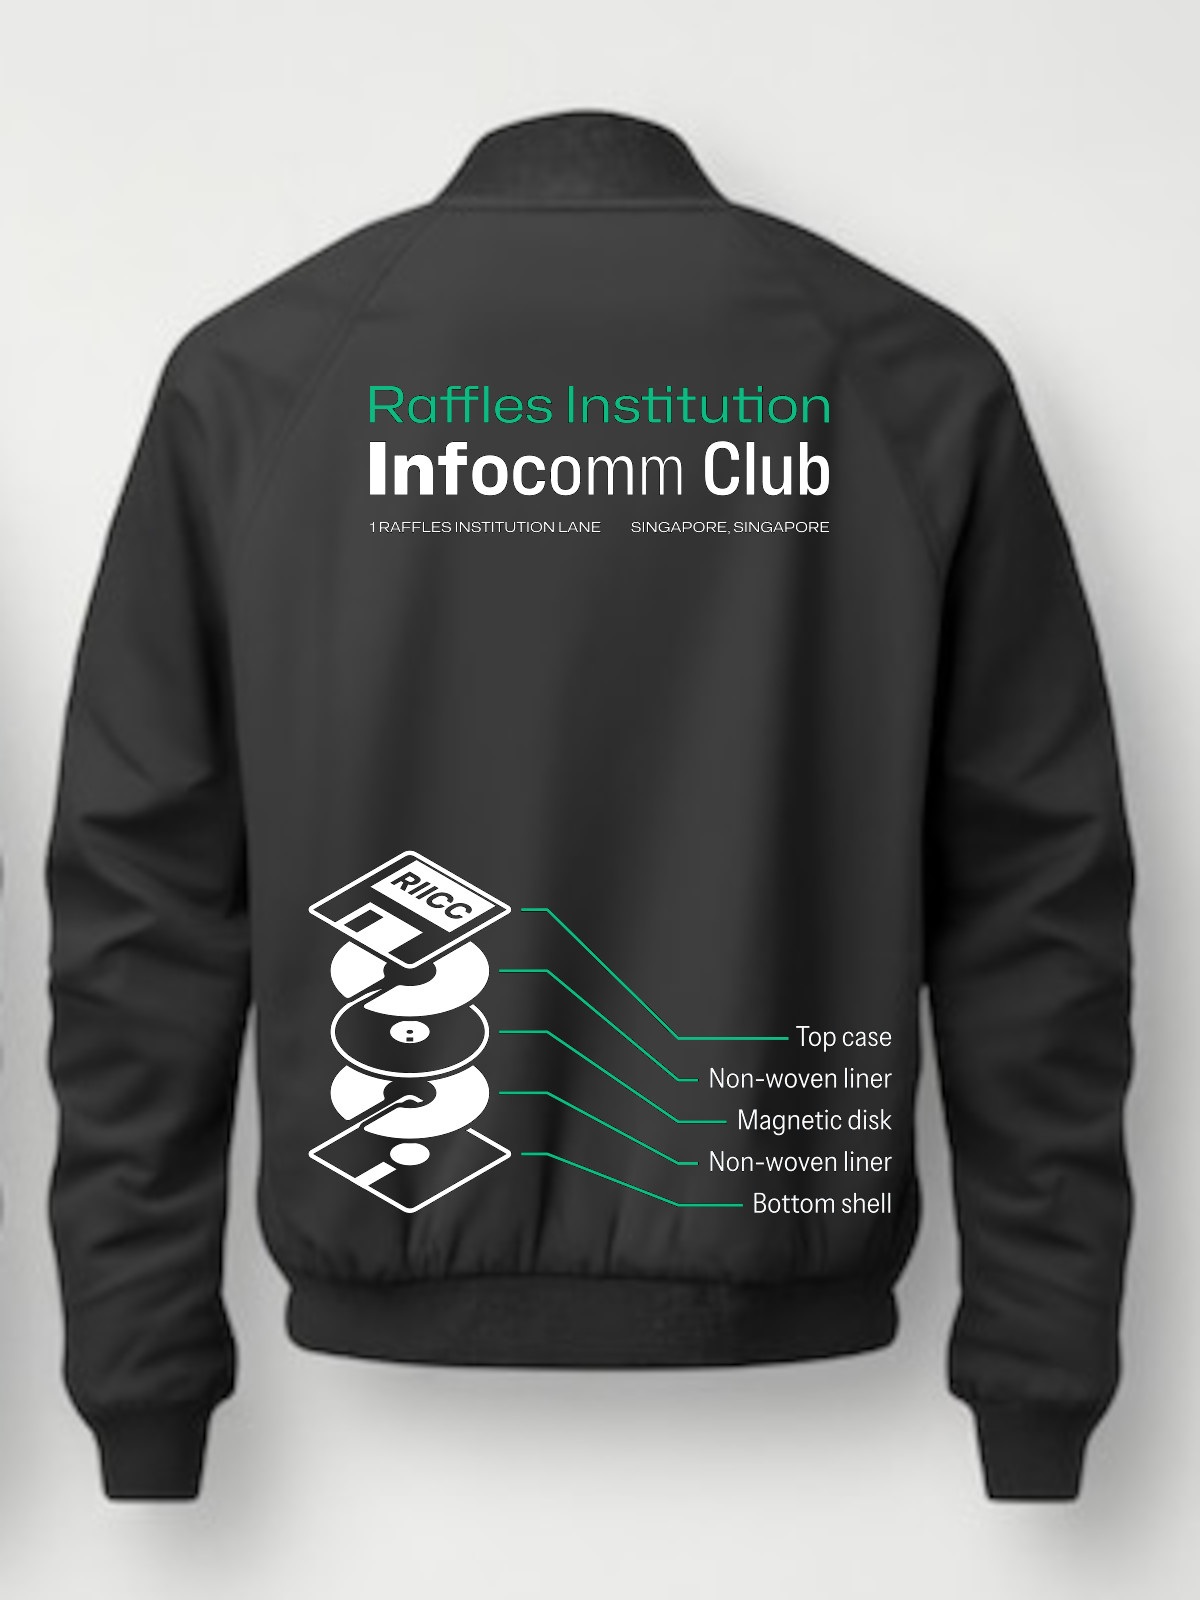 Raffles Institution
Infocomm Club
1 RAFFLES INSTITUTION LANE SINGAPORE, SINGAPORE
RIICC
Top case
Non-woven liner
Magnetic disk
Non-woven liner
Bottom shell